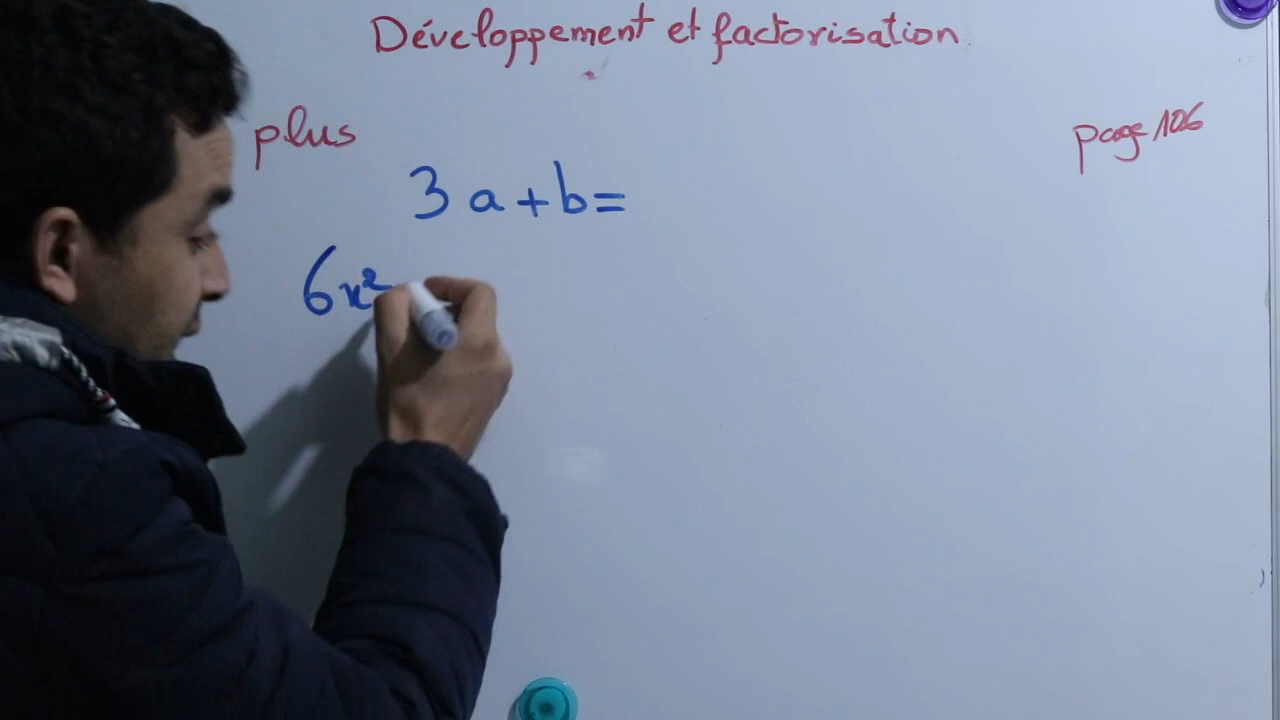 Développement et factorisation
plus
page 106
3 a + b =
6x²